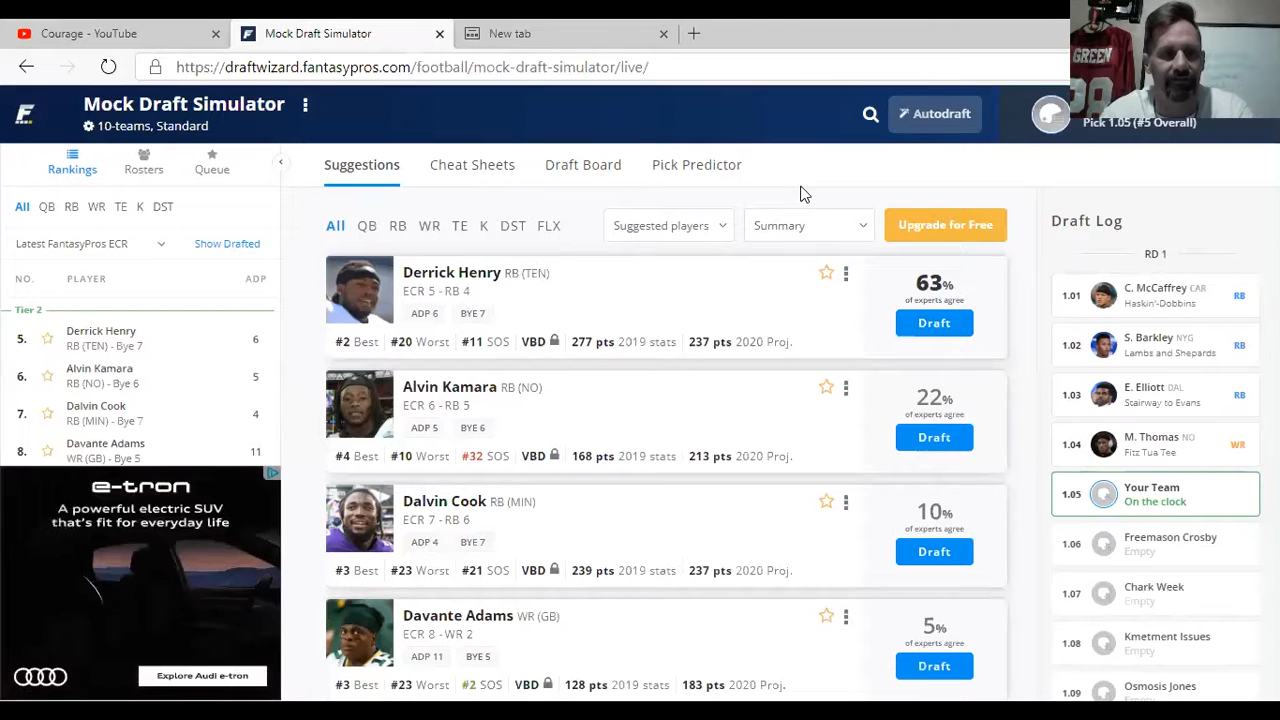 Courage - YouTube
Mock Draft Simulator
New tab
https://draftwizard.fantasypros.com/football/mock-draft-simulator/live/
GREEN
Mock Draft Simulator
10-teams, Standard
Autodraft
Pick 1.05 (#5 Overall)
Rankings
Rosters
Queue
All QB RB WR TE K DST
Latest FantasyPros ECR
Show Drafted
NO. PLAYER ADP
Tier 2
5. Derrick Henry 6
RB (TEN) - Bye 7
6. Alvin Kamara 5
RB (NO) - Bye 6
7. Dalvin Cook 4
RB (MIN) - Bye 7
8. Davante Adams 11
WR (GB) - Bye 5
e-tron
A powerful electric SUV
that's fit for everyday life
Explore Audi e-tron
Suggestions
Cheat Sheets
Draft Board
Pick Predictor
All QB RB WR TE K DST FLX
Suggested players
Summary
Upgrade for Free
Derrick Henry RB (TEN)
ECR 5 - RB 4
ADP 6 BYE 7
#2 Best #20 Worst #11 SOS VBD 277 pts 2019 stats 237 pts 2020 Proj.
63%
of experts agree
Draft
Alvin Kamara RB (NO)
ECR 6 - RB 5
ADP 5 BYE 6
#4 Best #10 Worst #32 SOS VBD 168 pts 2019 stats 213 pts 2020 Proj.
22%
of experts agree
Draft
Dalvin Cook RB (MIN)
ECR 7 - RB 6
ADP 4 BYE 7
#3 Best #23 Worst #21 SOS VBD 239 pts 2019 stats 237 pts 2020 Proj.
10%
of experts agree
Draft
Davante Adams WR (GB)
ECR 8 - WR 2
ADP 11 BYE 5
#3 Best #23 Worst #2 SOS VBD 128 pts 2019 stats 183 pts 2020 Proj.
5%
of experts agree
Draft
Draft Log
RD 1
1.01 C. McCaffrey CAR RB
Haskin'-Dobbins
1.02 S. Barkley NYG RB
Lambs and Shepards
1.03 E. Elliott DAL RB
Stairway to Evans
1.04 M. Thomas NO WR
Fitz Tua Tee
1.05 Your Team
On the clock
1.06 Freemason Crosby
Empty
1.07 Chark Week
Empty
1.08 Kmetment Issues
Empty
1.09 Osmosis Jones